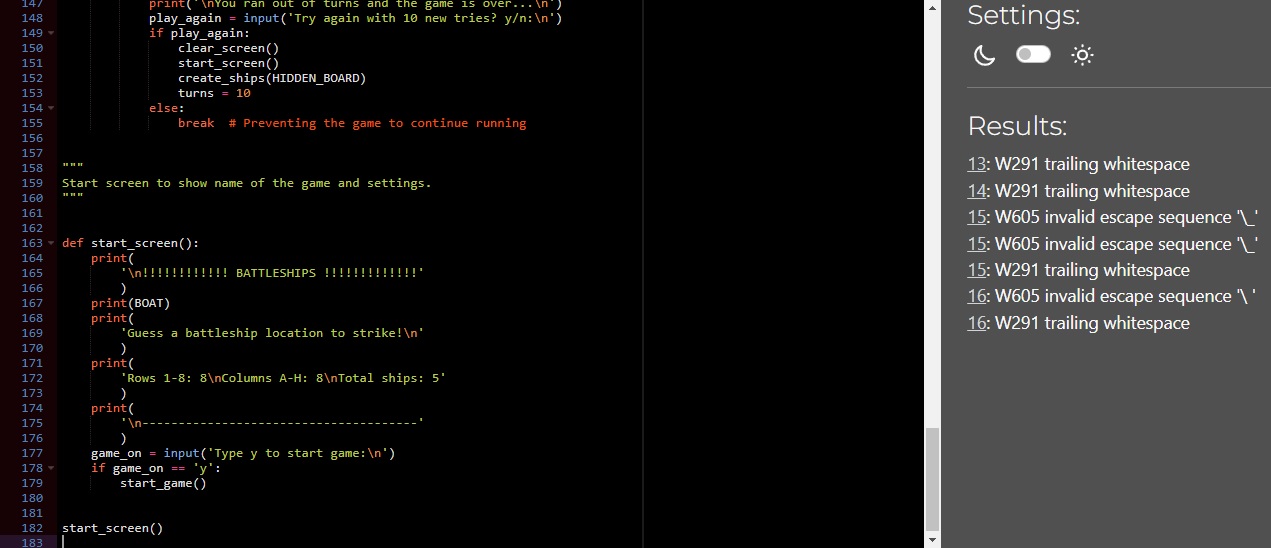 147 print('\nYou ran out of turns and the game is over...\n')
148 play_again = input('Try again with 10 new tries? y/n:\n')
149 if play_again:
150 clear_screen()
151 start_screen()
152 create_ships(HIDDEN_BOARD)
153 turns = 10
154 else:
155 break  # Preventing the game to continue running
156
157
158 """
159 Start screen to show name of the game and settings.
160 """
161
162
163 def start_screen():
164 print(
165 '\n!!!!!!!!!!!! BATTLESHIPS !!!!!!!!!!!!!'
166 )
167 print(BOAT)
168 print(
169 'Guess a battleship location to strike!\n'
170 )
171 print(
172 'Rows 1-8: 8\nColumns A-H: 8\nTotal ships: 5'
173 )
174 print(
175 '\n--------------------------------------'
176 )
177 game_on = input('Type y to start game:\n')
178 if game_on == 'y':
179 start_game()
180
181
182 start_screen()
183
Settings:
Results:
13: W291 trailing whitespace
14: W291 trailing whitespace
15: W605 invalid escape sequence '\_'
15: W605 invalid escape sequence '\_'
15: W291 trailing whitespace
16: W605 invalid escape sequence '\ '
16: W291 trailing whitespace